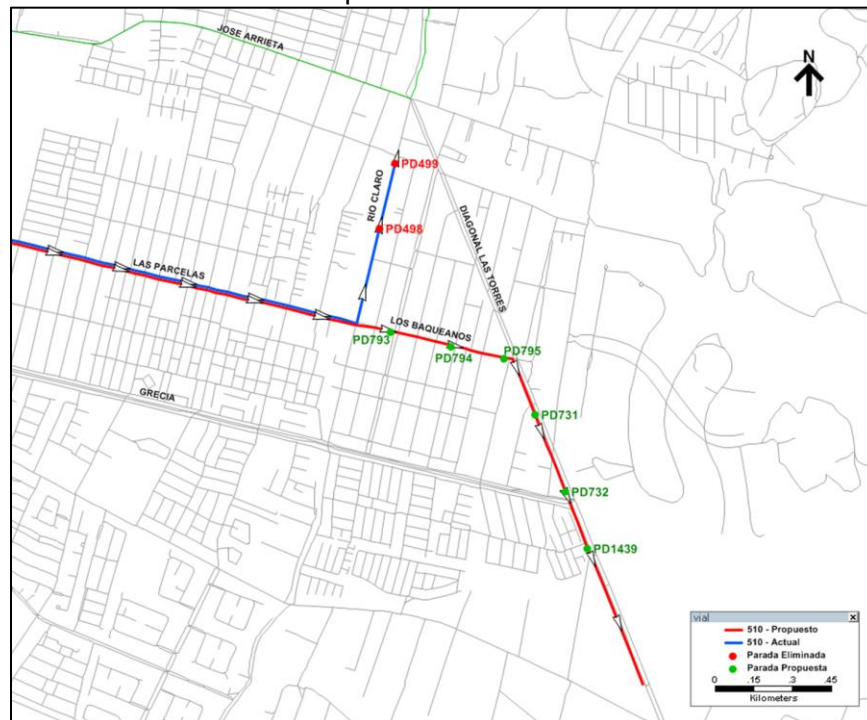 JOSE ARRIETA
N
PD499
RIO CLARO
PD498
DIAGONAL LAS TORRES
LAS PARCELAS
LOS BAQUEANOS
PD793
PD794
PD795
GRECIA
PD731
PD732
PD1439
vial
510 - Propuesto
510 - Actual
Parada Eliminada
Parada Propuesta
0 .15 .3 .45
Kilometers